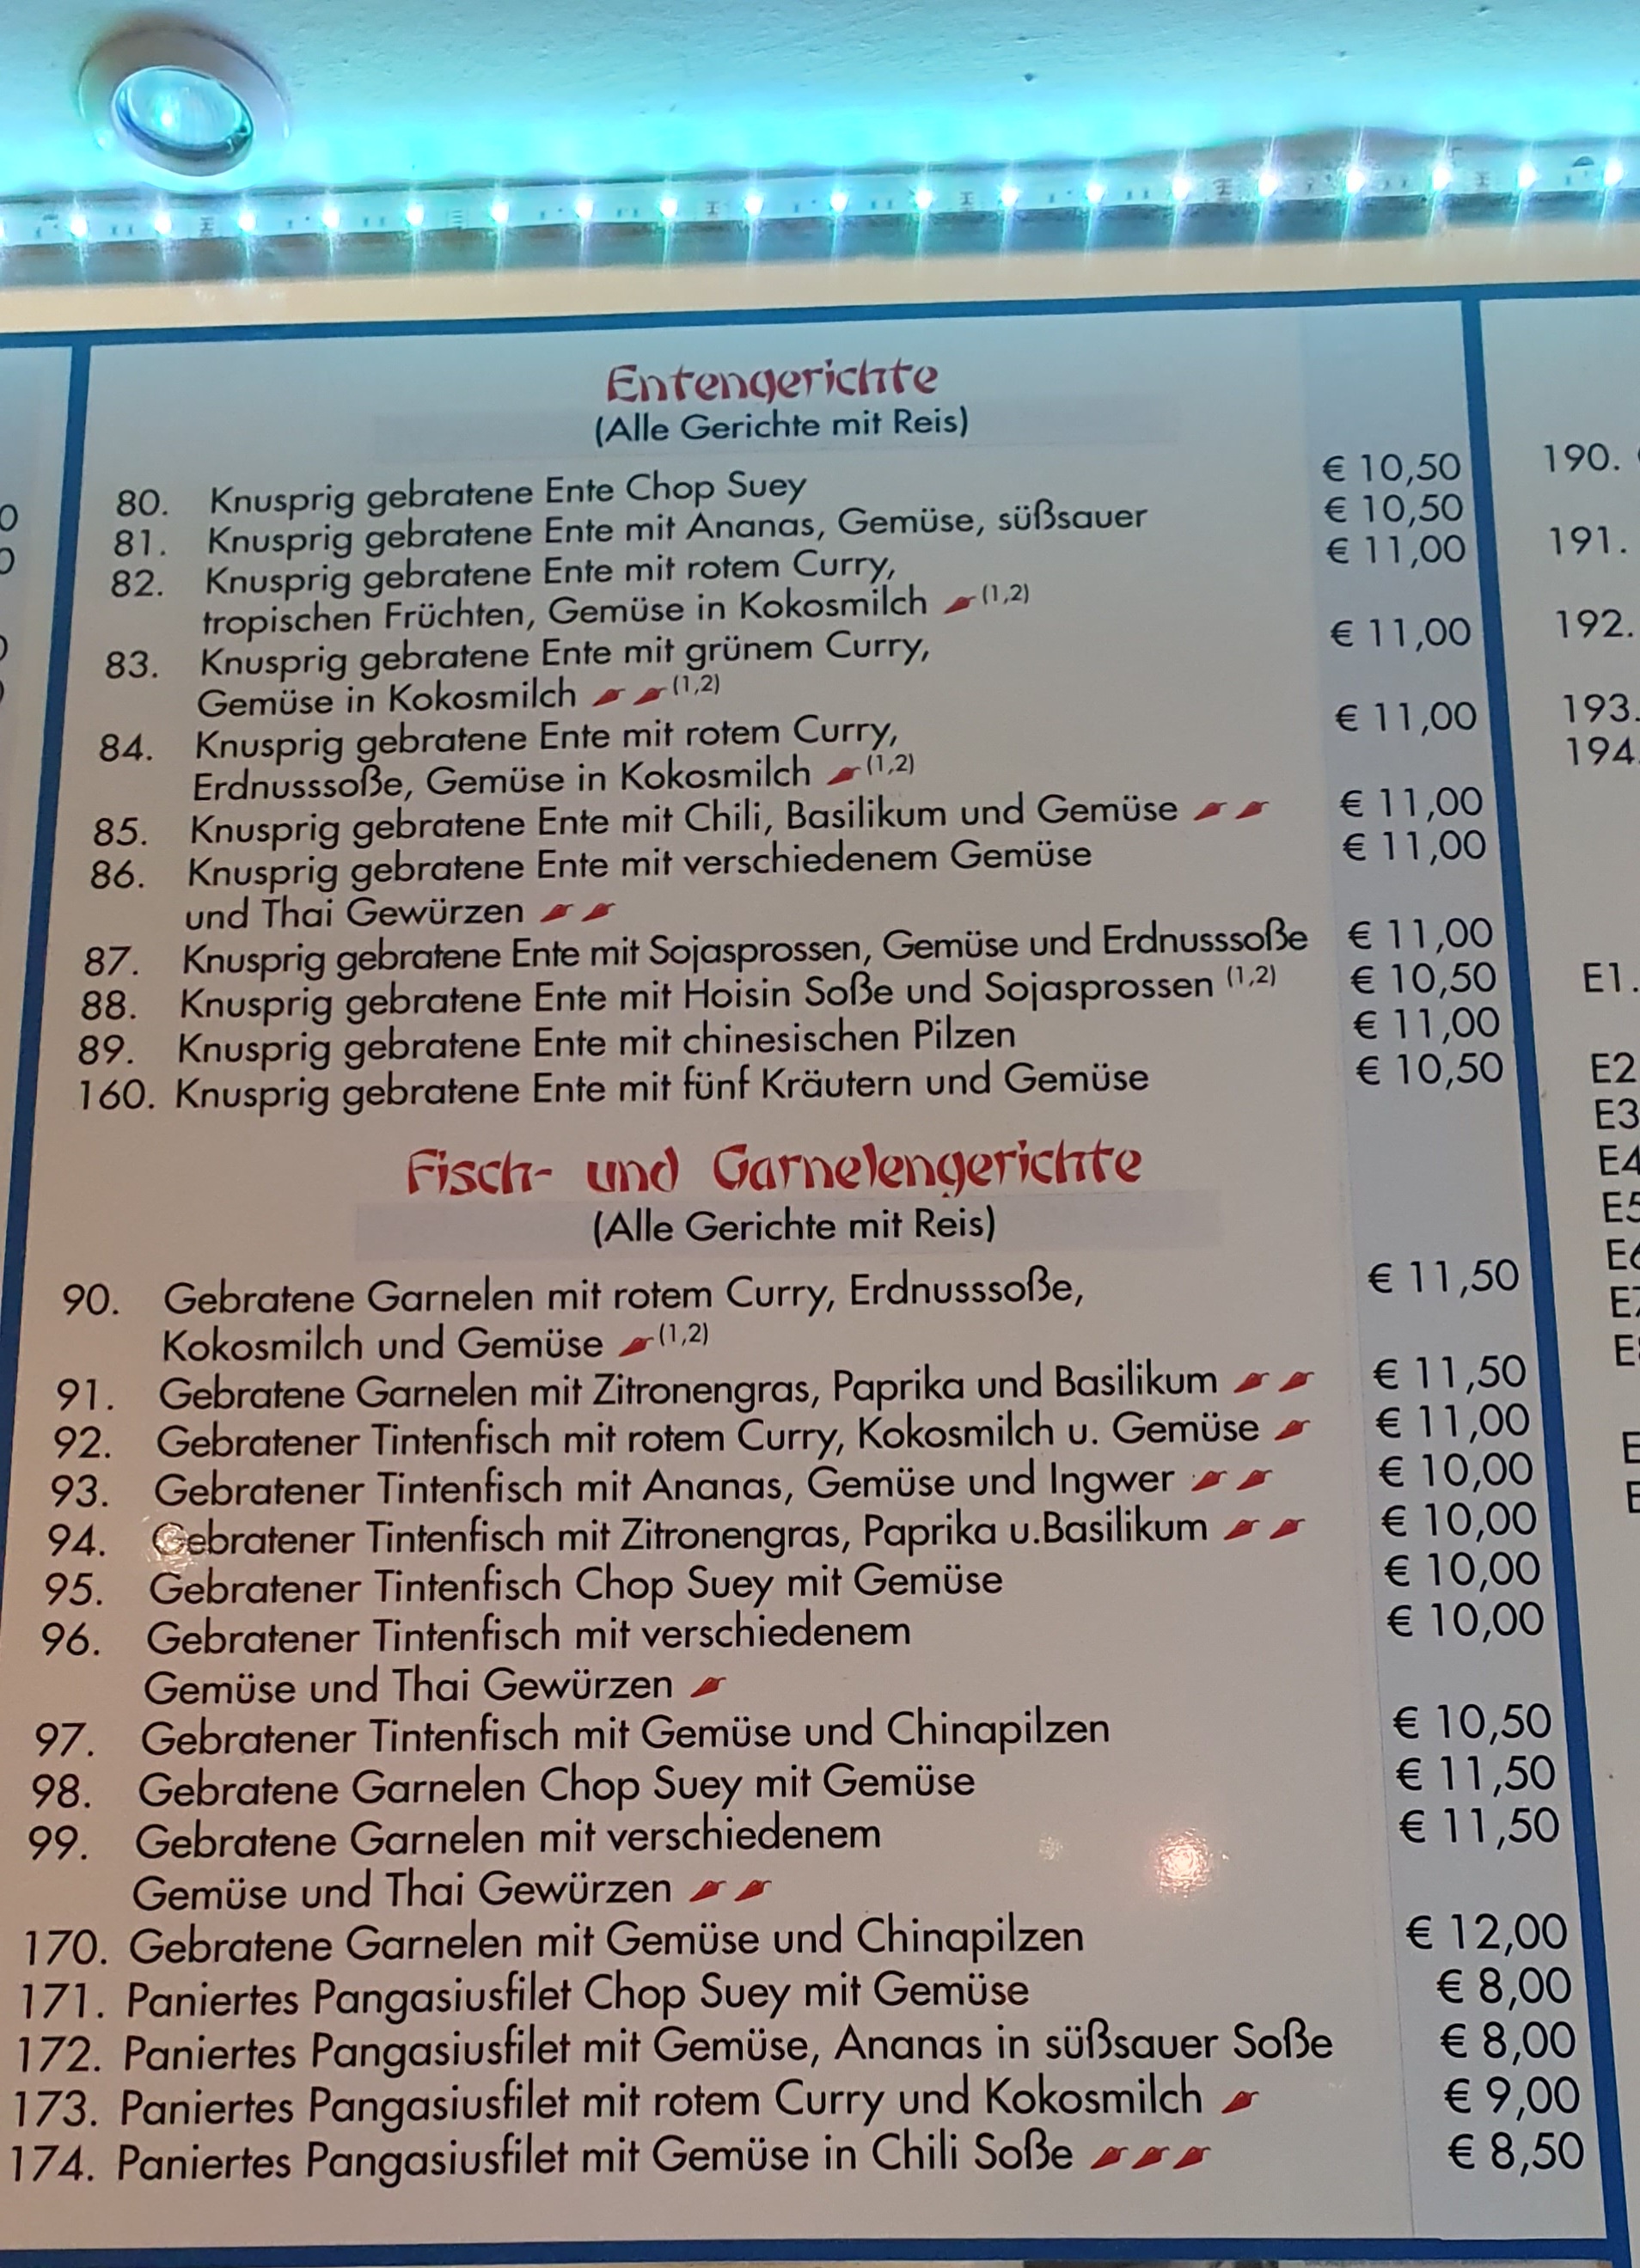 Entengerichte
(Alle Gerichte mit Reis)
80. Knusprig gebratene Ente Chop Suey € 10,50
81. Knusprig gebratene Ente mit Ananas, Gemüse, süßsauer € 10,50
82. Knusprig gebratene Ente mit rotem Curry, € 11,00
tropischen Früchten, Gemüse in Kokosmilch (1,2)
83. Knusprig gebratene Ente mit grünem Curry, € 11,00
Gemüse in Kokosmilch (1,2)
84. Knusprig gebratene Ente mit rotem Curry, € 11,00
Erdnusssoße, Gemüse in Kokosmilch (1,2)
85. Knusprig gebratene Ente mit Chili, Basilikum und Gemüse € 11,00
86. Knusprig gebratene Ente mit verschiedenem Gemüse € 11,00
und Thai Gewürzen
87. Knusprig gebratene Ente mit Sojasprossen, Gemüse und Erdnusssoße € 11,00
88. Knusprig gebratene Ente mit Hoisin Soße und Sojasprossen (1,2) € 10,50
89. Knusprig gebratene Ente mit chinesischen Pilzen € 11,00
160. Knusprig gebratene Ente mit fünf Kräutern und Gemüse € 10,50
Fisch- und Garnelengerichte
(Alle Gerichte mit Reis)
90. Gebratene Garnelen mit rotem Curry, Erdnusssoße, € 11,50
Kokosmilch und Gemüse (1,2)
91. Gebratene Garnelen mit Zitronengras, Paprika und Basilikum € 11,50
92. Gebratener Tintenfisch mit rotem Curry, Kokosmilch u. Gemüse € 11,00
93. Gebratener Tintenfisch mit Ananas, Gemüse und Ingwer € 10,00
94. Gebratener Tintenfisch mit Zitronengras, Paprika u.Basilikum € 10,00
95. Gebratener Tintenfisch Chop Suey mit Gemüse € 10,00
96. Gebratener Tintenfisch mit verschiedenem € 10,00
Gemüse und Thai Gewürzen
97. Gebratener Tintenfisch mit Gemüse und Chinapilzen € 10,50
98. Gebratene Garnelen Chop Suey mit Gemüse € 11,50
99. Gebratene Garnelen mit verschiedenem € 11,50
Gemüse und Thai Gewürzen
170. Gebratene Garnelen mit Gemüse und Chinapilzen € 12,00
171. Paniertes Pangasiusfilet Chop Suey mit Gemüse € 8,00
172. Paniertes Pangasiusfilet mit Gemüse, Ananas in süßsauer Soße € 8,00
173. Paniertes Pangasiusfilet mit rotem Curry und Kokosmilch € 9,00
174. Paniertes Pangasiusfilet mit Gemüse in Chili Soße € 8,50
190.
191.
192.
193.
194.
E1.
E2
E3
E4
E5
E6
E7